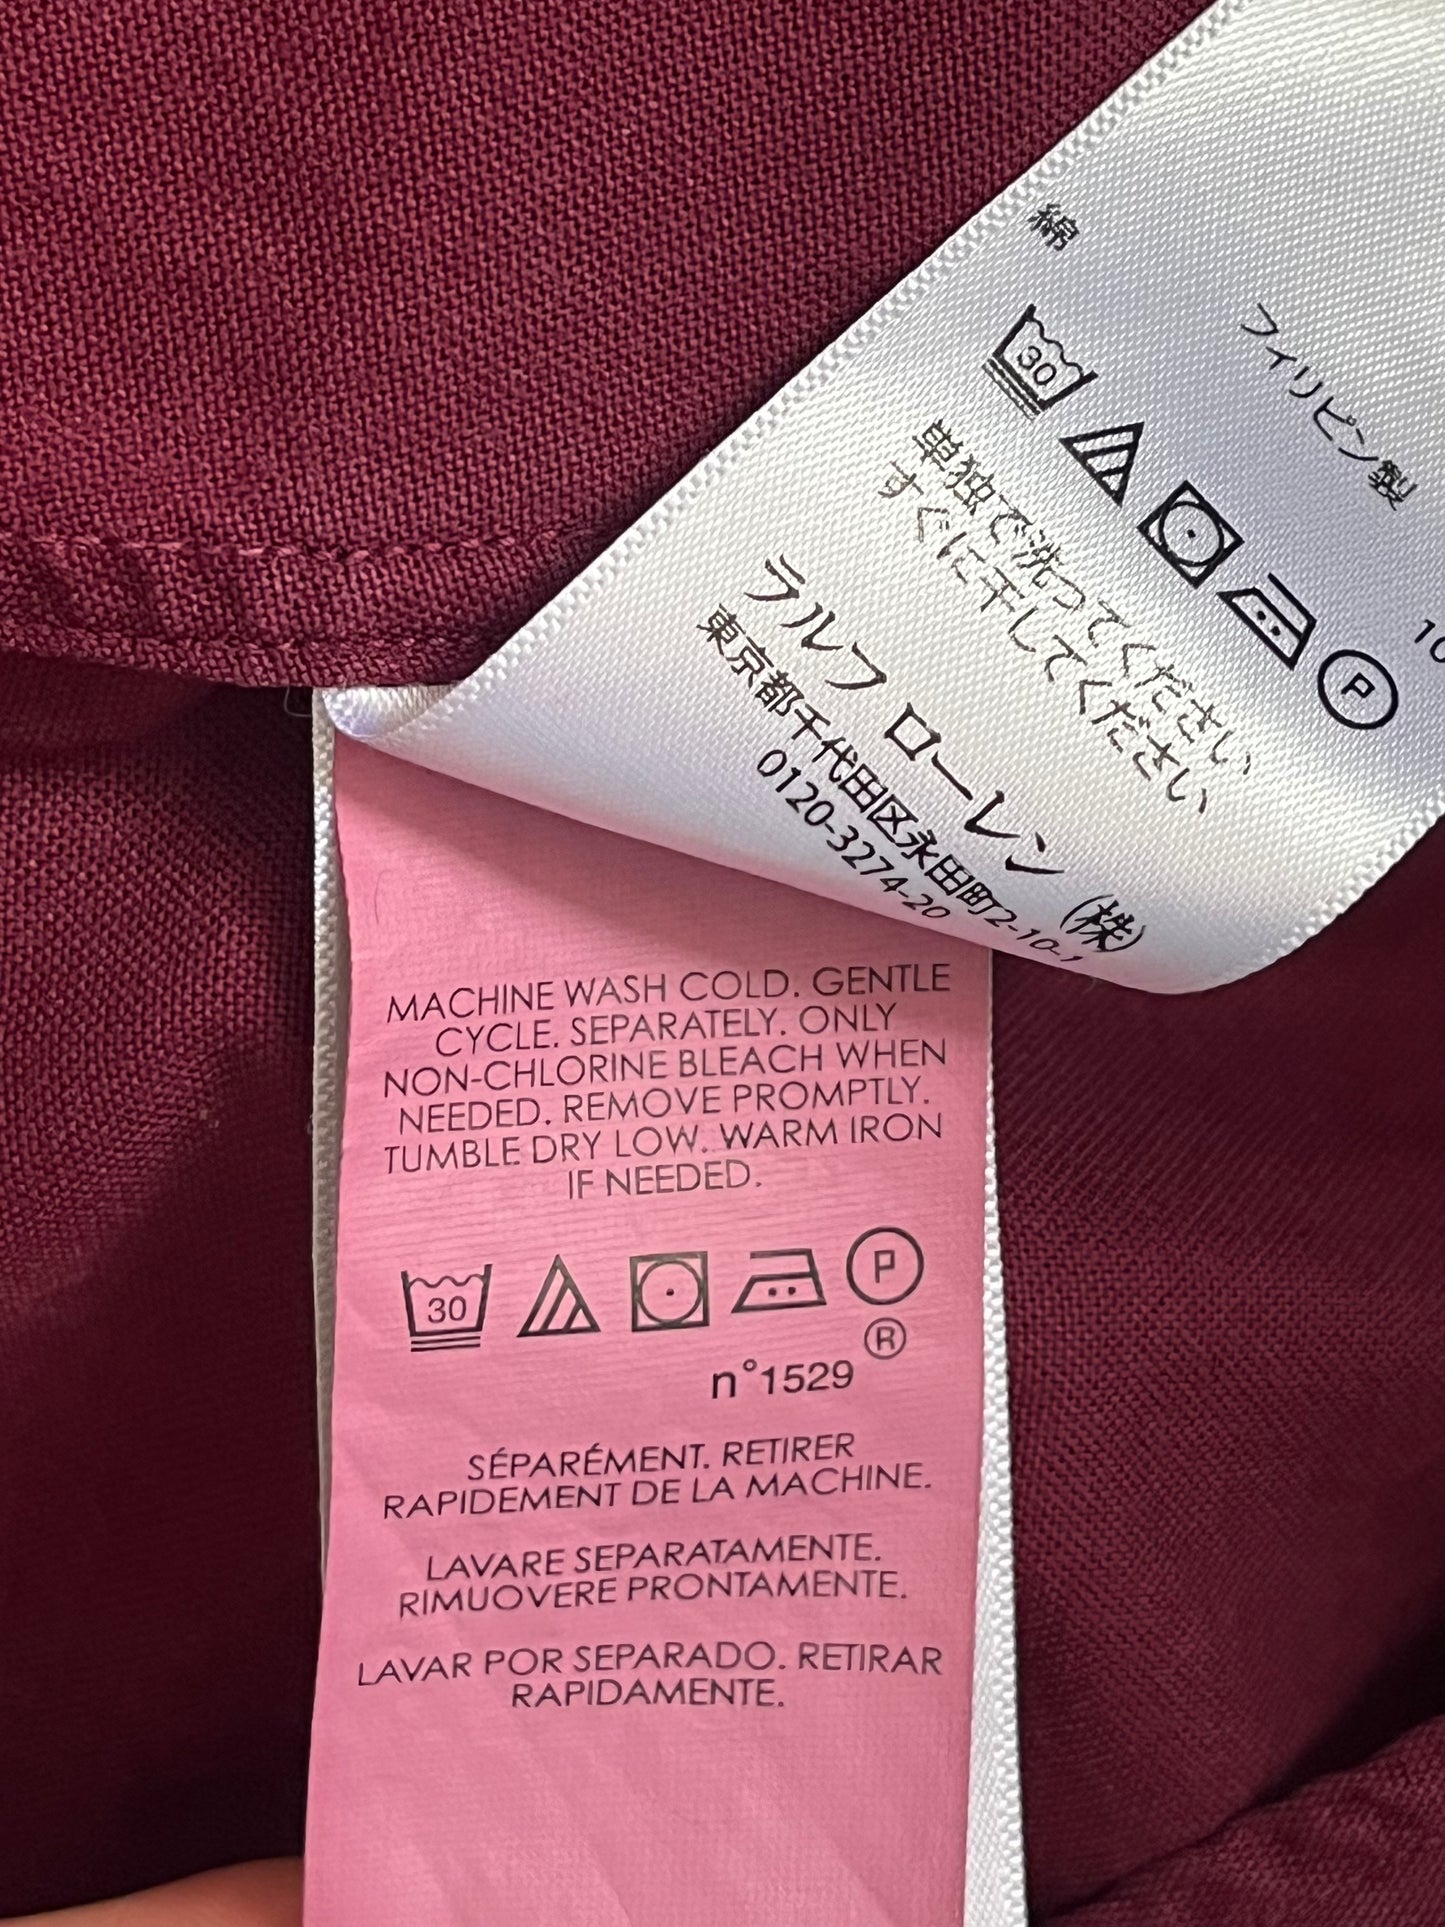 綿
フィリピン製
30
P
10
単独で洗ってください
すぐに干してください
ラルフ ローレン (株)
東京都千代田区永田町2-10-1
0120-3274-20
MACHINE WASH COLD. GENTLE
CYCLE. SEPARATELY. ONLY
NON-CHLORINE BLEACH WHEN
NEEDED. REMOVE PROMPTLY.
TUMBLE DRY LOW. WARM IRON
IF NEEDED.
30 P
®
n°1529
SÉPARÉMENT. RETIRER
RAPIDEMENT DE LA MACHINE.
LAVARE SEPARATAMENTE.
RIMUOVERE PRONTAMENTE.
LAVAR POR SEPARADO. RETIRAR
RAPIDAMENTE.